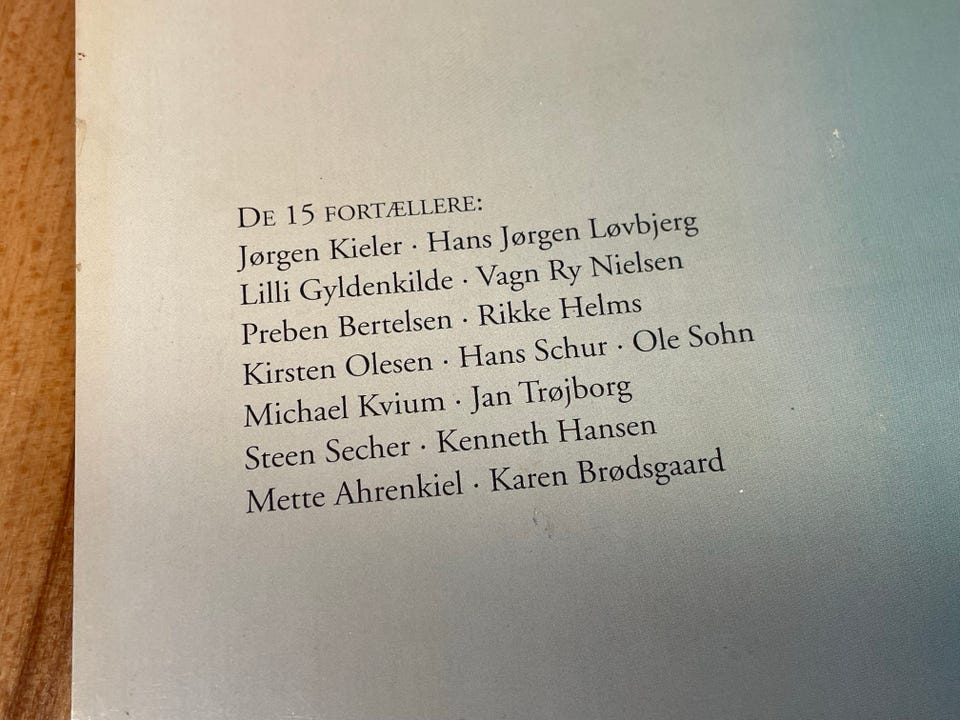 DE 15 FORTÆLLERE:
Jørgen Kieler · Hans Jørgen Løvbjerg
Lilli Gyldenkilde · Vagn Ry Nielsen
Preben Bertelsen · Rikke Helms
Kirsten Olesen · Hans Schur · Ole Sohn
Michael Kvium · Jan Trøjborg
Steen Secher · Kenneth Hansen
Mette Ahrenkiel · Karen Brødsgaard